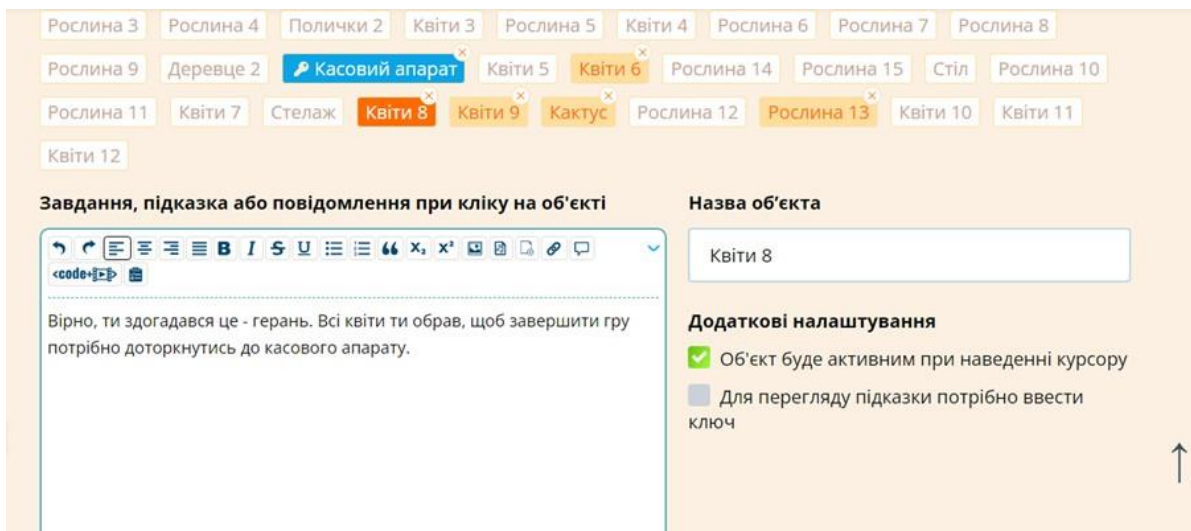 Рослина 3 Рослина 4 Полички 2 Квіти 3 Рослина 5 Квіти 4 Рослина 6 Рослина 7 Рослина 8
Рослина 9 Деревце 2 Касовий апарат Квіти 5 Квіти 6 Рослина 14 Рослина 15 Стіл Рослина 10
Рослина 11 Квіти 7 Стелаж Квіти 8 Квіти 9 Кактус Рослина 12 Рослина 13 Квіти 10 Квіти 11
Квіти 12
Завдання, підказка або повідомлення при кліку на об'єкті
B I S U X₂ X²
<code+
Вірно, ти здогадався це - герань. Всі квіти ти обрав, щоб завершити гру
потрібно доторкнутись до касового апарату.
Назва об’єкта
Квіти 8
Додаткові налаштування
Об'єкт буде активним при наведенні курсору
Для перегляду підказки потрібно ввести
ключ